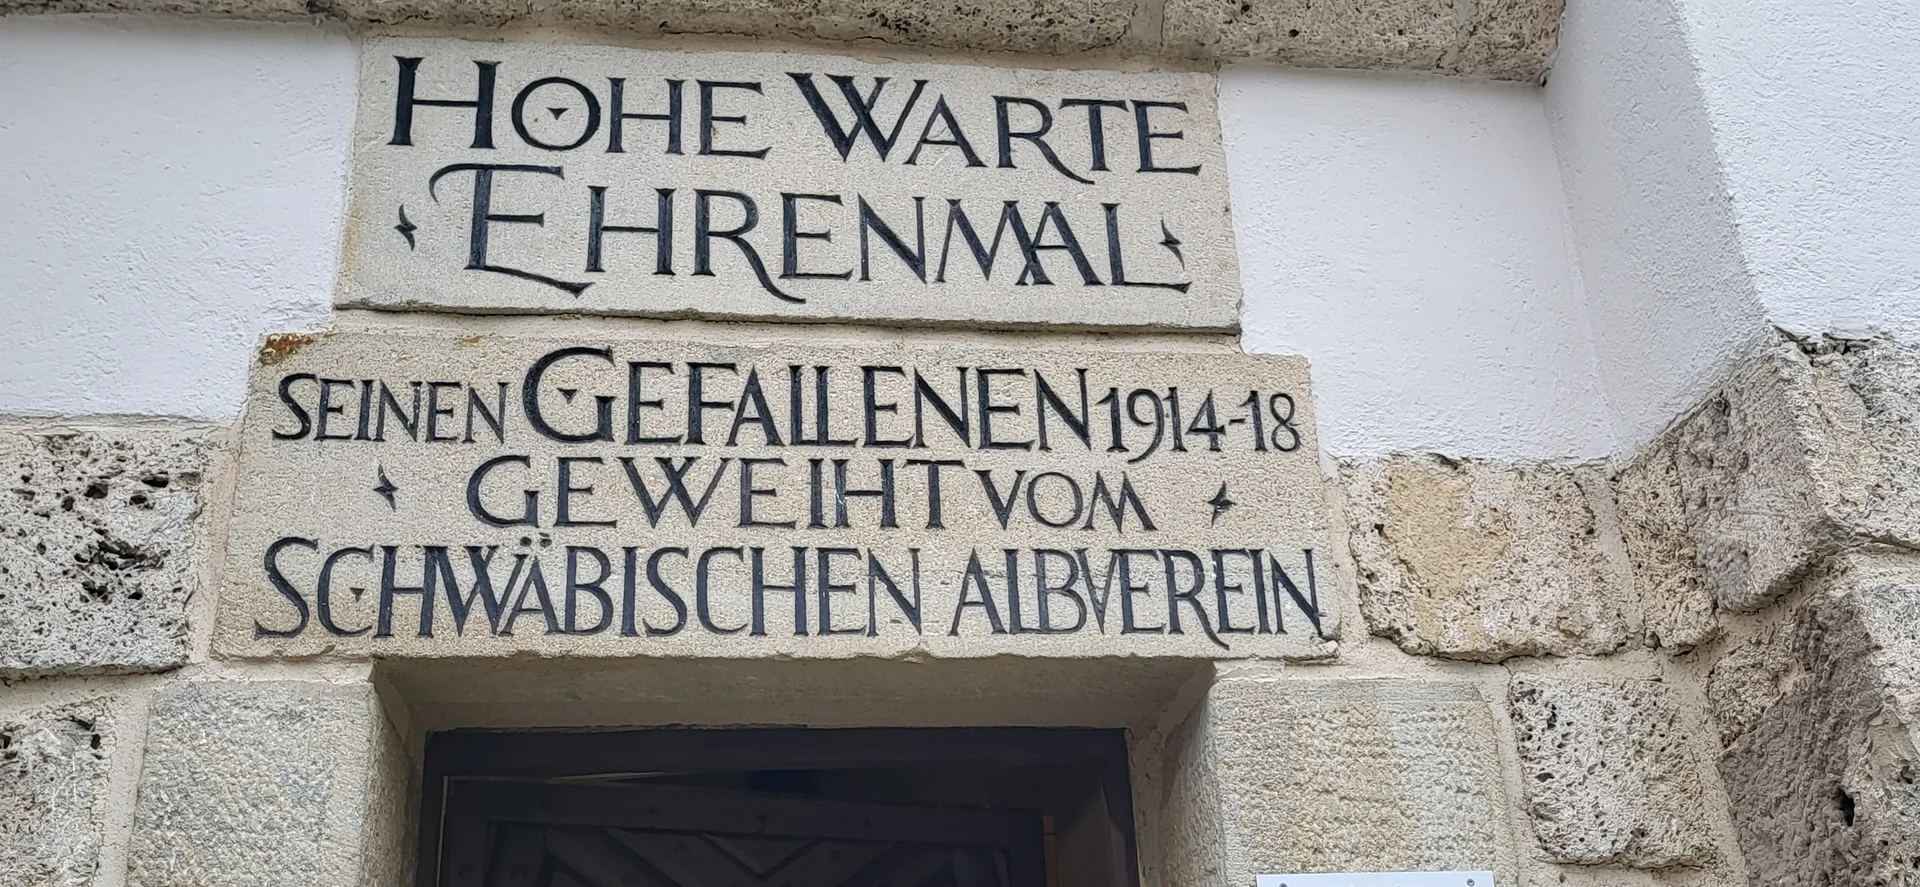 HOHE WARTE
EHRENMAL
SEINEN GEFALLENEN 1914-18
GEWEIHT VOM
SCHWÄBISCHEN ALBVEREIN